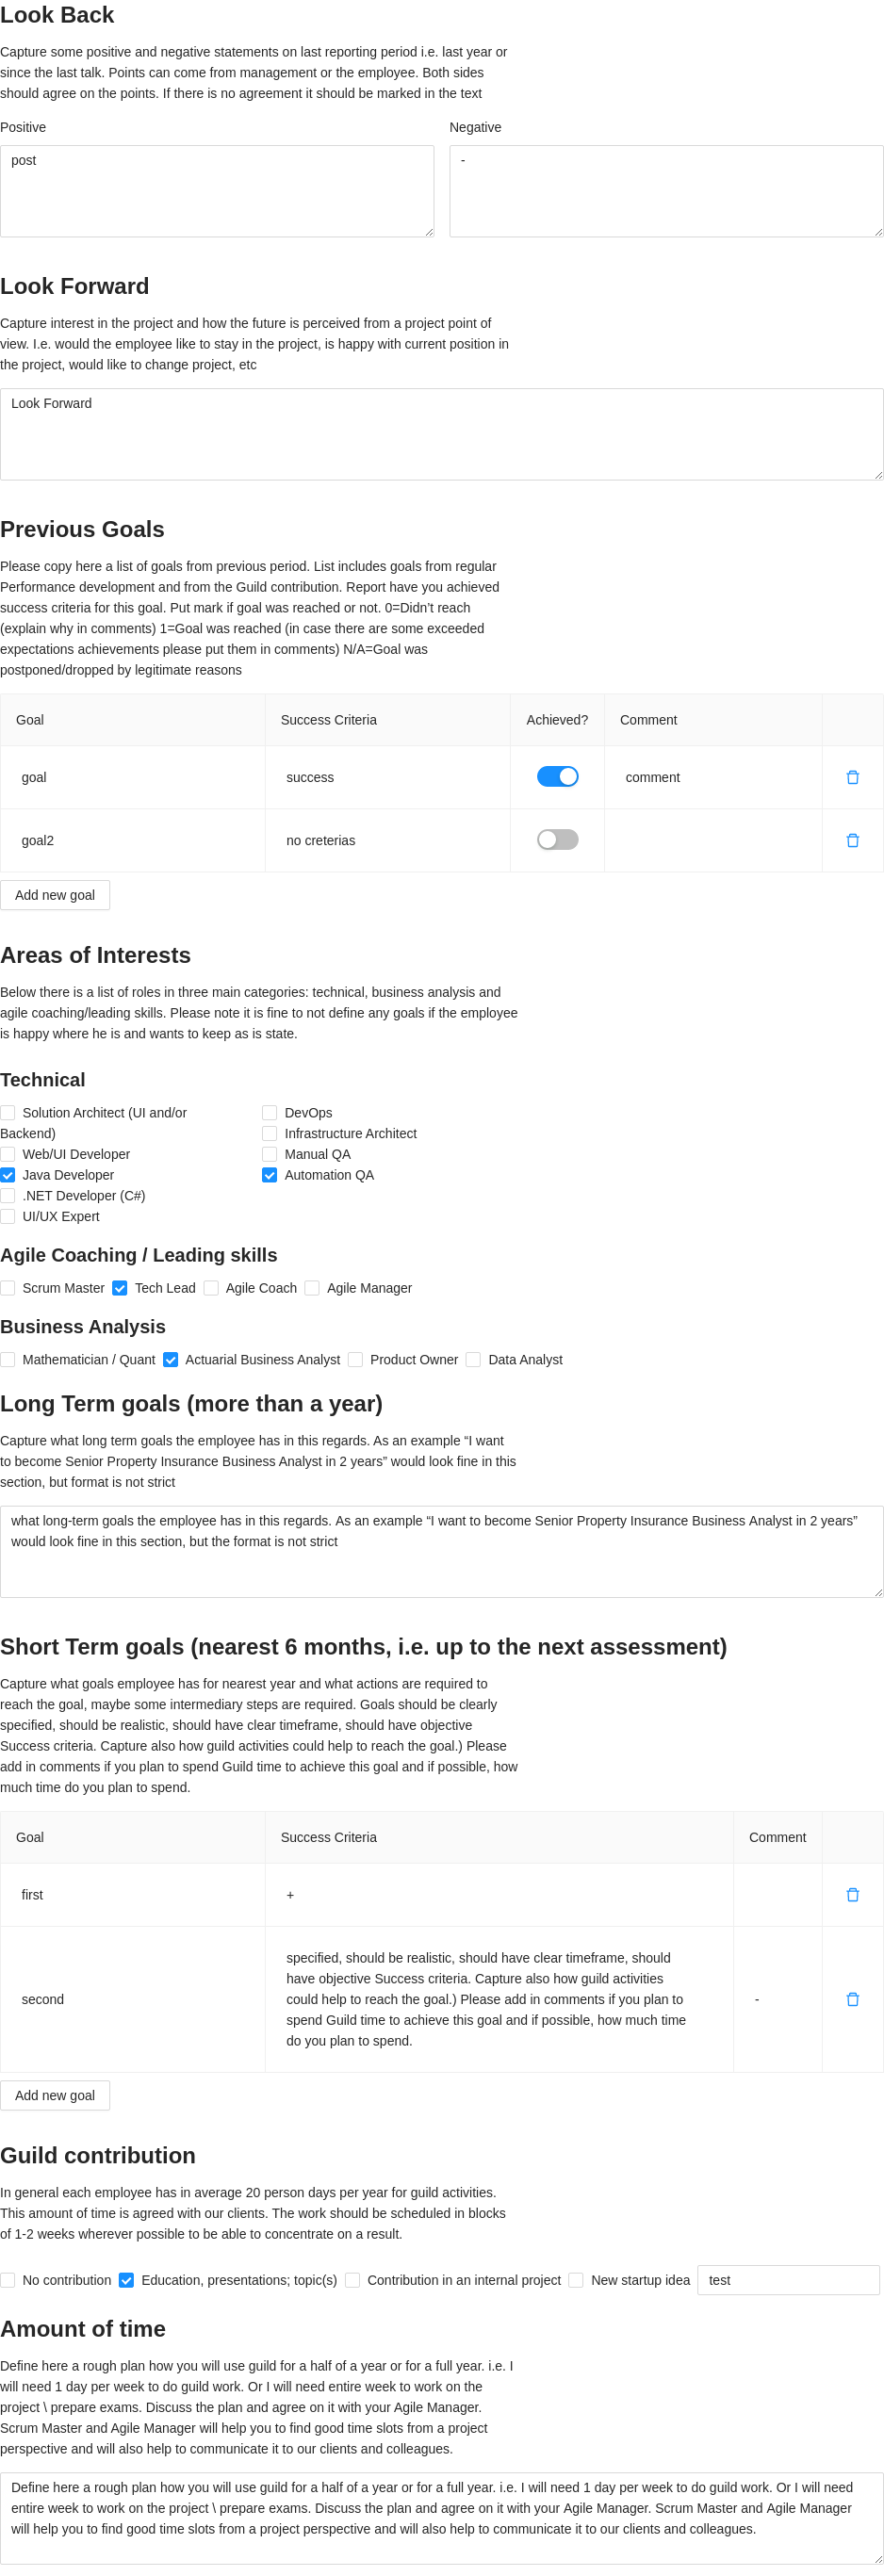 Look Back
Capture some positive and negative statements on last reporting period i.e. last year or
since the last talk. Points can come from management or the employee. Both sides
should agree on the points. If there is no agreement it should be marked in the text
Positive
Negative
post
-
Look Forward
Capture interest in the project and how the future is perceived from a project point of
view. I.e. would the employee like to stay in the project, is happy with current position in
the project, would like to change project, etc
Look Forward
Previous Goals
Please copy here a list of goals from previous period. List includes goals from regular
Performance development and from the Guild contribution. Report have you achieved
success criteria for this goal. Put mark if goal was reached or not. 0=Didn’t reach
(explain why in comments) 1=Goal was reached (in case there are some exceeded
expectations achievements please put them in comments) N/A=Goal was
postponed/dropped by legitimate reasons
Goal Success Criteria Achieved? Comment
goal success comment
goal2 no creterias
Add new goal
Areas of Interests
Below there is a list of roles in three main categories: technical, business analysis and
agile coaching/leading skills. Please note it is fine to not define any goals if the employee
is happy where he is and wants to keep as is state.
Technical
Solution Architect (UI and/or
Backend)
Web/UI Developer
Java Developer
.NET Developer (C#)
UI/UX Expert
DevOps
Infrastructure Architect
Manual QA
Automation QA
Agile Coaching / Leading skills
Scrum Master Tech Lead Agile Coach Agile Manager
Business Analysis
Mathematician / Quant Actuarial Business Analyst Product Owner Data Analyst
Long Term goals (more than a year)
Capture what long term goals the employee has in this regards. As an example “I want
to become Senior Property Insurance Business Analyst in 2 years” would look fine in this
section, but format is not strict
what long-term goals the employee has in this regards. As an example “I want to become Senior Property Insurance Business Analyst in 2 years”
would look fine in this section, but the format is not strict
Short Term goals (nearest 6 months, i.e. up to the next assessment)
Capture what goals employee has for nearest year and what actions are required to
reach the goal, maybe some intermediary steps are required. Goals should be clearly
specified, should be realistic, should have clear timeframe, should have objective
Success criteria. Capture also how guild activities could help to reach the goal.) Please
add in comments if you plan to spend Guild time to achieve this goal and if possible, how
much time do you plan to spend.
Goal Success Criteria Comment
first +
second
specified, should be realistic, should have clear timeframe, should
have objective Success criteria. Capture also how guild activities
could help to reach the goal.) Please add in comments if you plan to
spend Guild time to achieve this goal and if possible, how much time
do you plan to spend.
-
Add new goal
Guild contribution
In general each employee has in average 20 person days per year for guild activities.
This amount of time is agreed with our clients. The work should be scheduled in blocks
of 1-2 weeks wherever possible to be able to concentrate on a result.
No contribution Education, presentations; topic(s) Contribution in an internal project New startup idea test
Amount of time
Define here a rough plan how you will use guild for a half of a year or for a full year. i.e. I
will need 1 day per week to do guild work. Or I will need entire week to work on the
project \ prepare exams. Discuss the plan and agree on it with your Agile Manager.
Scrum Master and Agile Manager will help you to find good time slots from a project
perspective and will also help to communicate it to our clients and colleagues.
Define here a rough plan how you will use guild for a half of a year or for a full year. i.e. I will need 1 day per week to do guild work. Or I will need
entire week to work on the project \ prepare exams. Discuss the plan and agree on it with your Agile Manager. Scrum Master and Agile Manager
will help you to find good time slots from a project perspective and will also help to communicate it to our clients and colleagues.